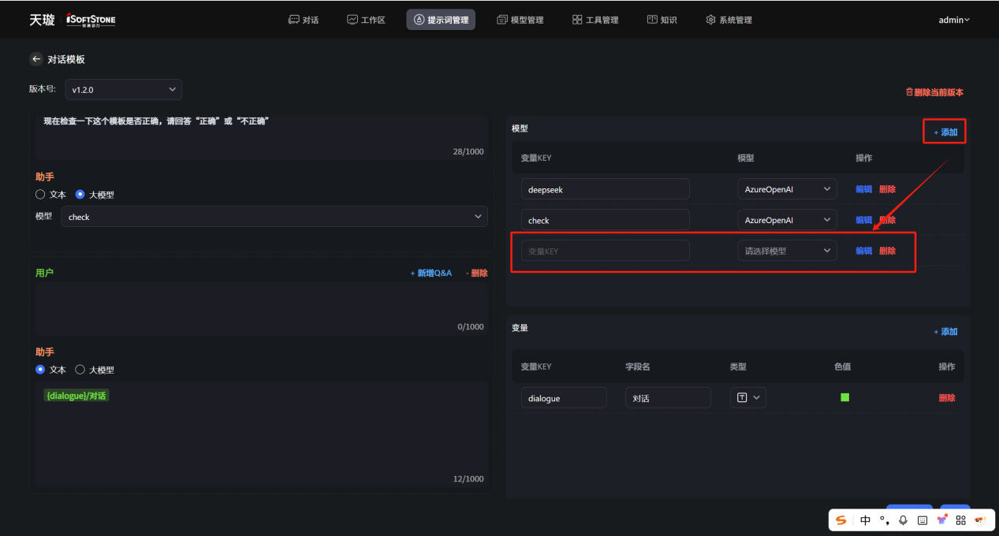 天璇 iSoftStone 软通动力 对话 工作区 提示词管理 模型管理 工具管理 知识 系统管理 admin
对话模板
版本号: v1.2.0
删除当前版本
现在检查一下这个模板是否正确，请回答“正确”或“不正确”
28/1000
助手
文本 大模型
模型 check
用户 + 新增Q&A - 删除
0/1000
助手
文本 大模型
{dialogue}/对话
12/1000
模型 + 添加
变量KEY 模型 操作
deepseek AzureOpenAI 编辑 删除
check AzureOpenAI 编辑 删除
变量KEY 请选择模型 编辑 删除
变量 + 添加
变量KEY 字段名 类型 色值 操作
dialogue 对话 T 删除
中 °,